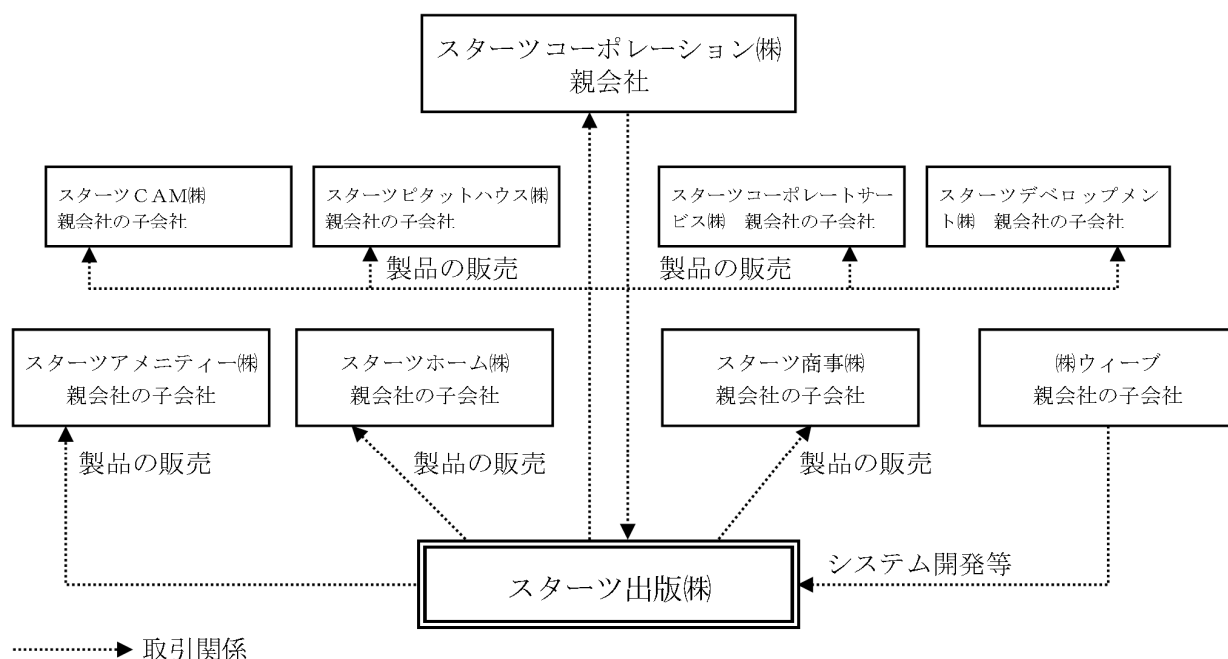 スターツコーポレーション㈱
親会社
スターツＣＡＭ㈱
親会社の子会社
スターツピタットハウス㈱
親会社の子会社
スターツコーポレートサー
ビス㈱　親会社の子会社
スターツデベロップメン
ト㈱　親会社の子会社
製品の販売
製品の販売
スターツアメニティー㈱
親会社の子会社
スターツホーム㈱
親会社の子会社
スターツ商事㈱
親会社の子会社
㈱ウィーブ
親会社の子会社
製品の販売
製品の販売
製品の販売
システム開発等
スターツ出版㈱
取引関係